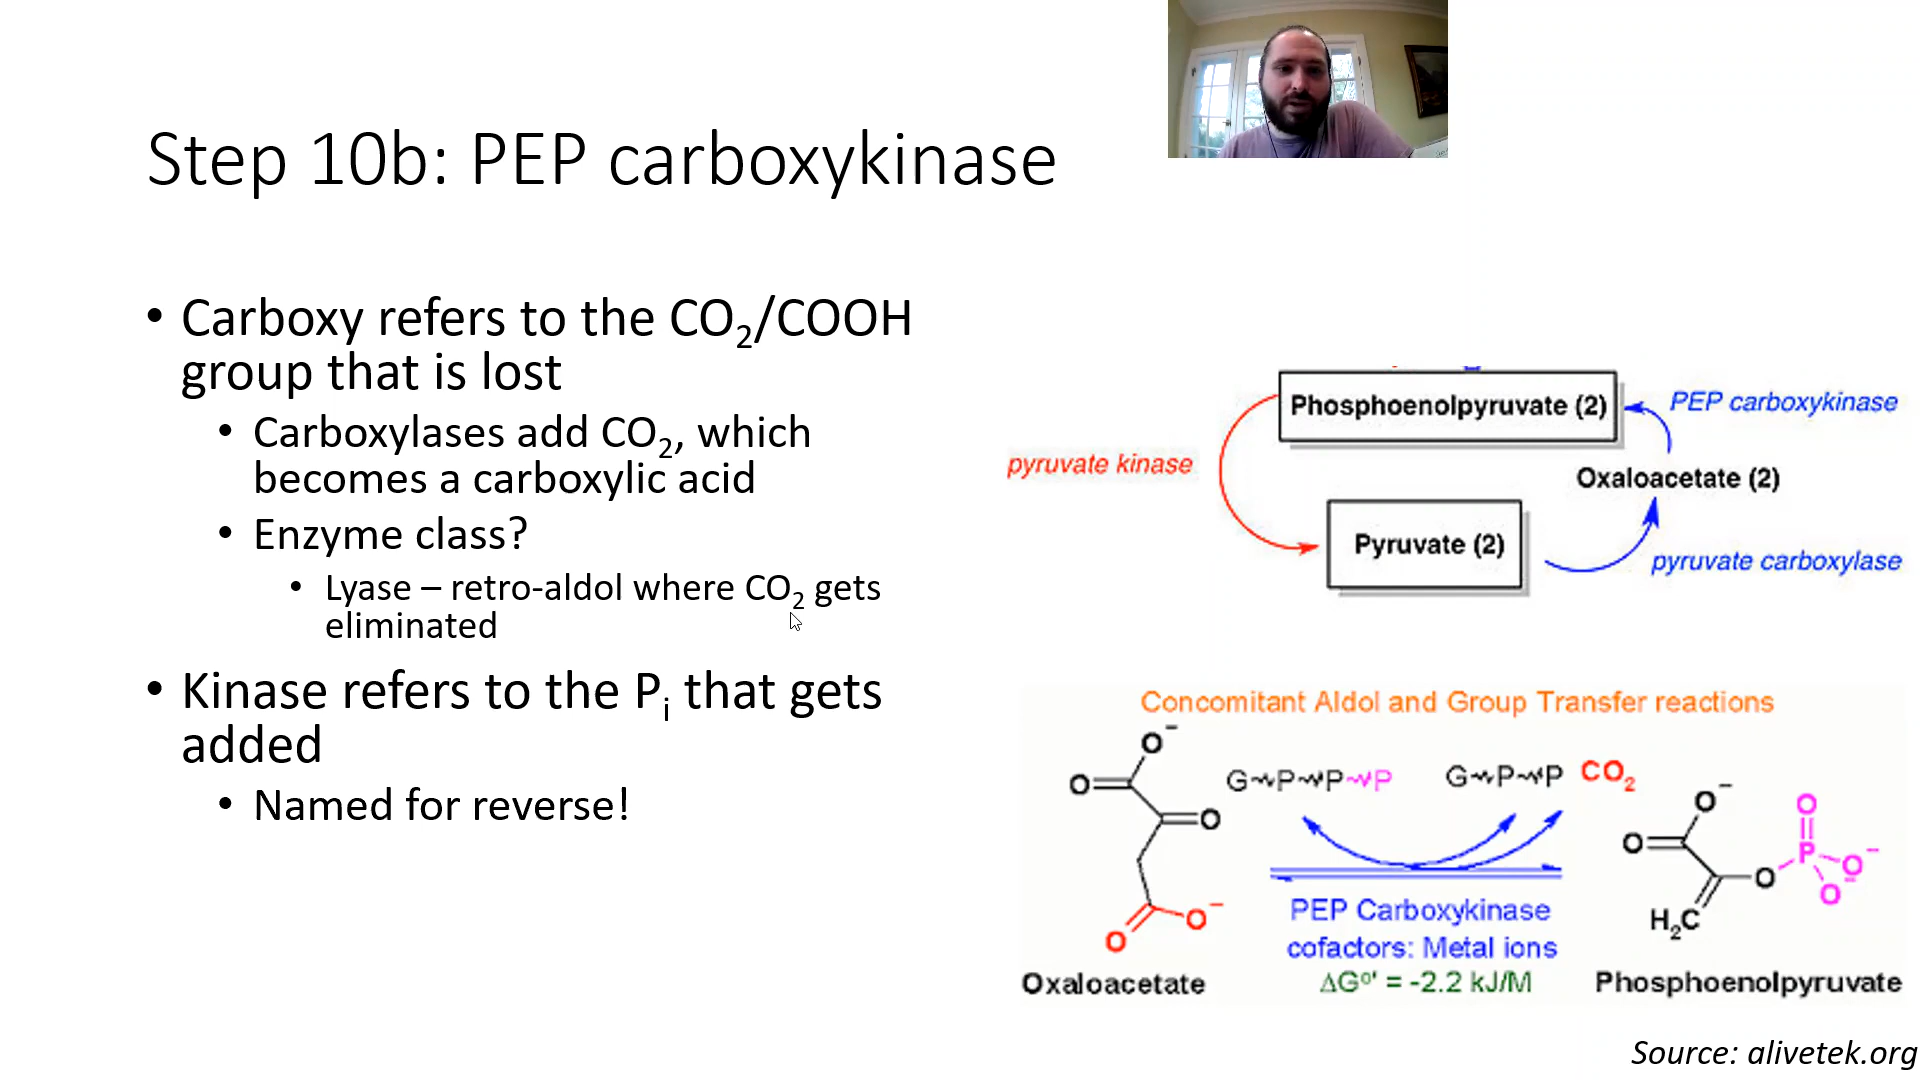 Step 10b: PEP carboxykinase
• Carboxy refers to the CO₂/COOH
group that is lost
• Carboxylases add CO₂, which
becomes a carboxylic acid
• Enzyme class?
• Lyase – retro-aldol where CO₂ gets
eliminated
• Kinase refers to the Pᵢ that gets
added
• Named for reverse!
Phosphoenolpyruvate (2)
PEP carboxykinase
pyruvate kinase
Oxaloacetate (2)
Pyruvate (2)
pyruvate carboxylase
Concomitant Aldol and Group Transfer reactions
O⁻
O
O
O
O⁻
G~P~P~P
G~P~P CO₂
PEP Carboxykinase
cofactors: Metal ions
ΔG°' = -2.2 kJ/M
Oxaloacetate
O⁻
O
O
O
P
O⁻
O⁻
H₂C
Phosphoenolpyruvate
Source: alivetek.org